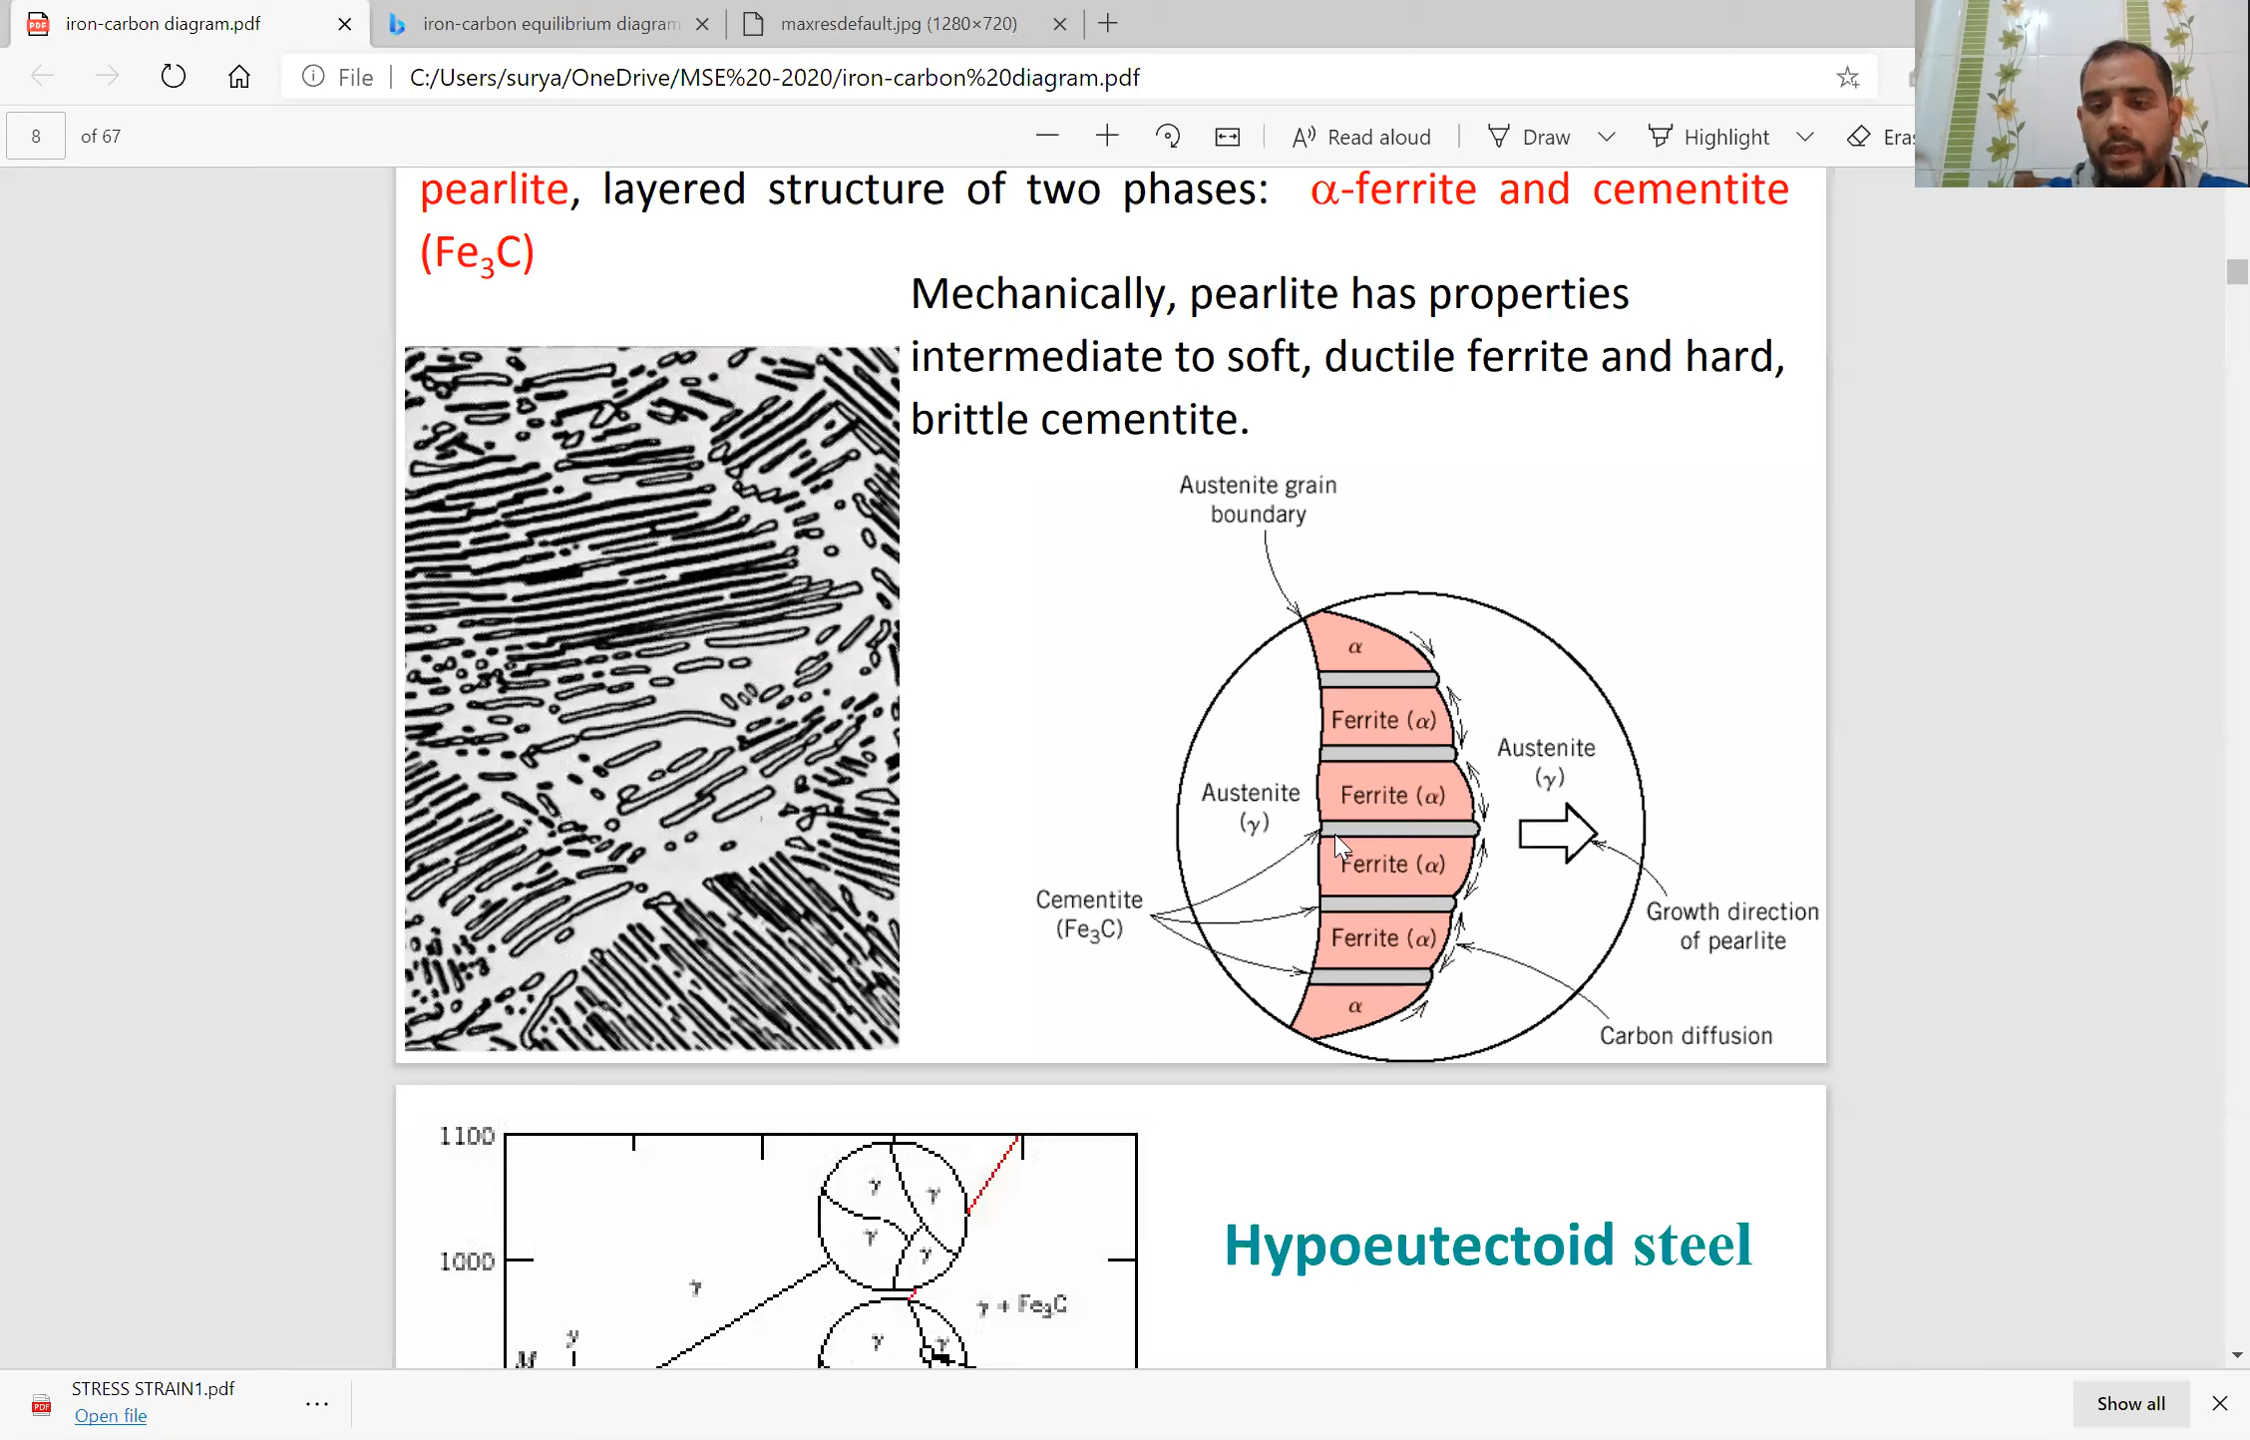 iron-carbon diagram.pdf
iron-carbon equilibrium diagram
maxresdefault.jpg (1280×720)
File
C:/Users/surya/OneDrive/MSE%20-2020/iron-carbon%20diagram.pdf
8 of 67
Read aloud
Draw
Highlight
Eras
pearlite, layered structure of two phases: α-ferrite and cementite
(Fe3C)
Mechanically, pearlite has properties
intermediate to soft, ductile ferrite and hard,
brittle cementite.
Austenite grain
boundary
α
Ferrite (α)
Ferrite (α)
Ferrite (α)
Ferrite (α)
α
Austenite
(γ)
Austenite
(γ)
Cementite
(Fe3C)
Growth direction
of pearlite
Carbon diffusion
1100
1000
γ
γ
γ
γ
γ
γ + Fe3C
γ
γ
y
M
Hypoeutectoid steel
STRESS STRAIN1.pdf
Open file
Show all